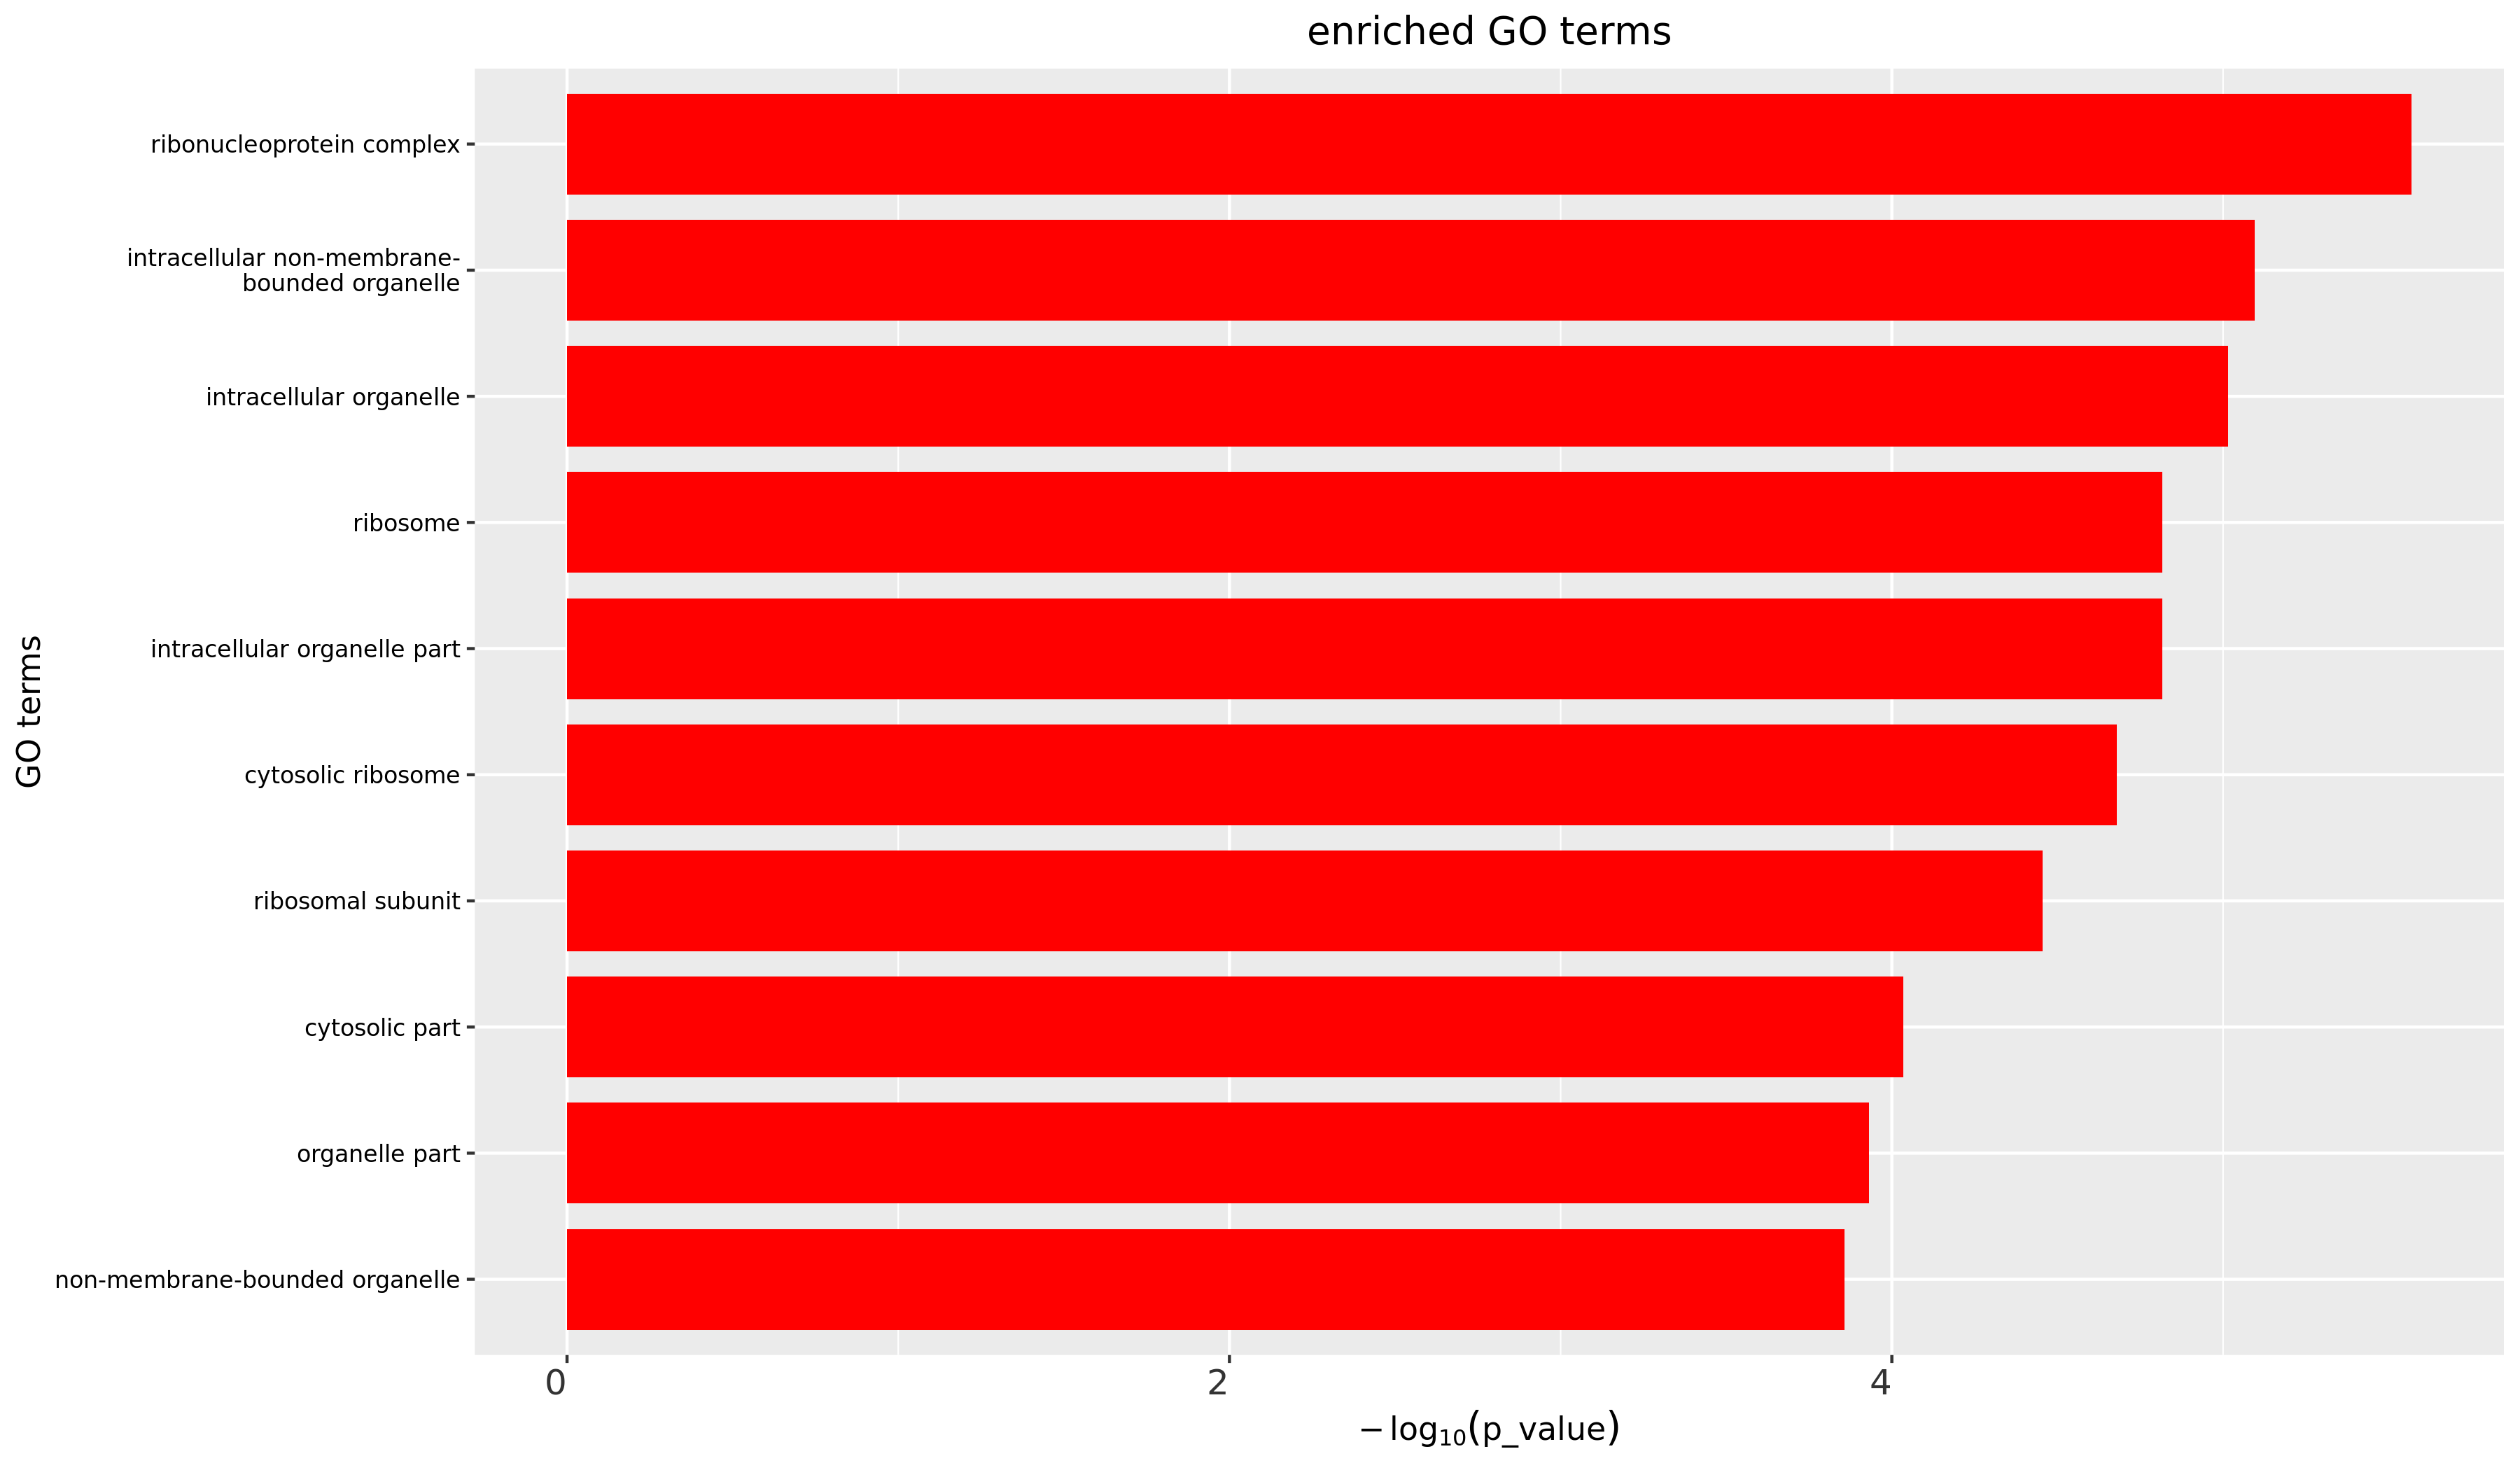 enriched GO terms
ribonucleoprotein complex
intracellular non-membrane-
bounded organelle
intracellular organelle
ribosome
intracellular organelle part
cytosolic ribosome
ribosomal subunit
cytosolic part
organelle part
non-membrane-bounded organelle
GO terms
0 2 4
−log₁₀(p_value)